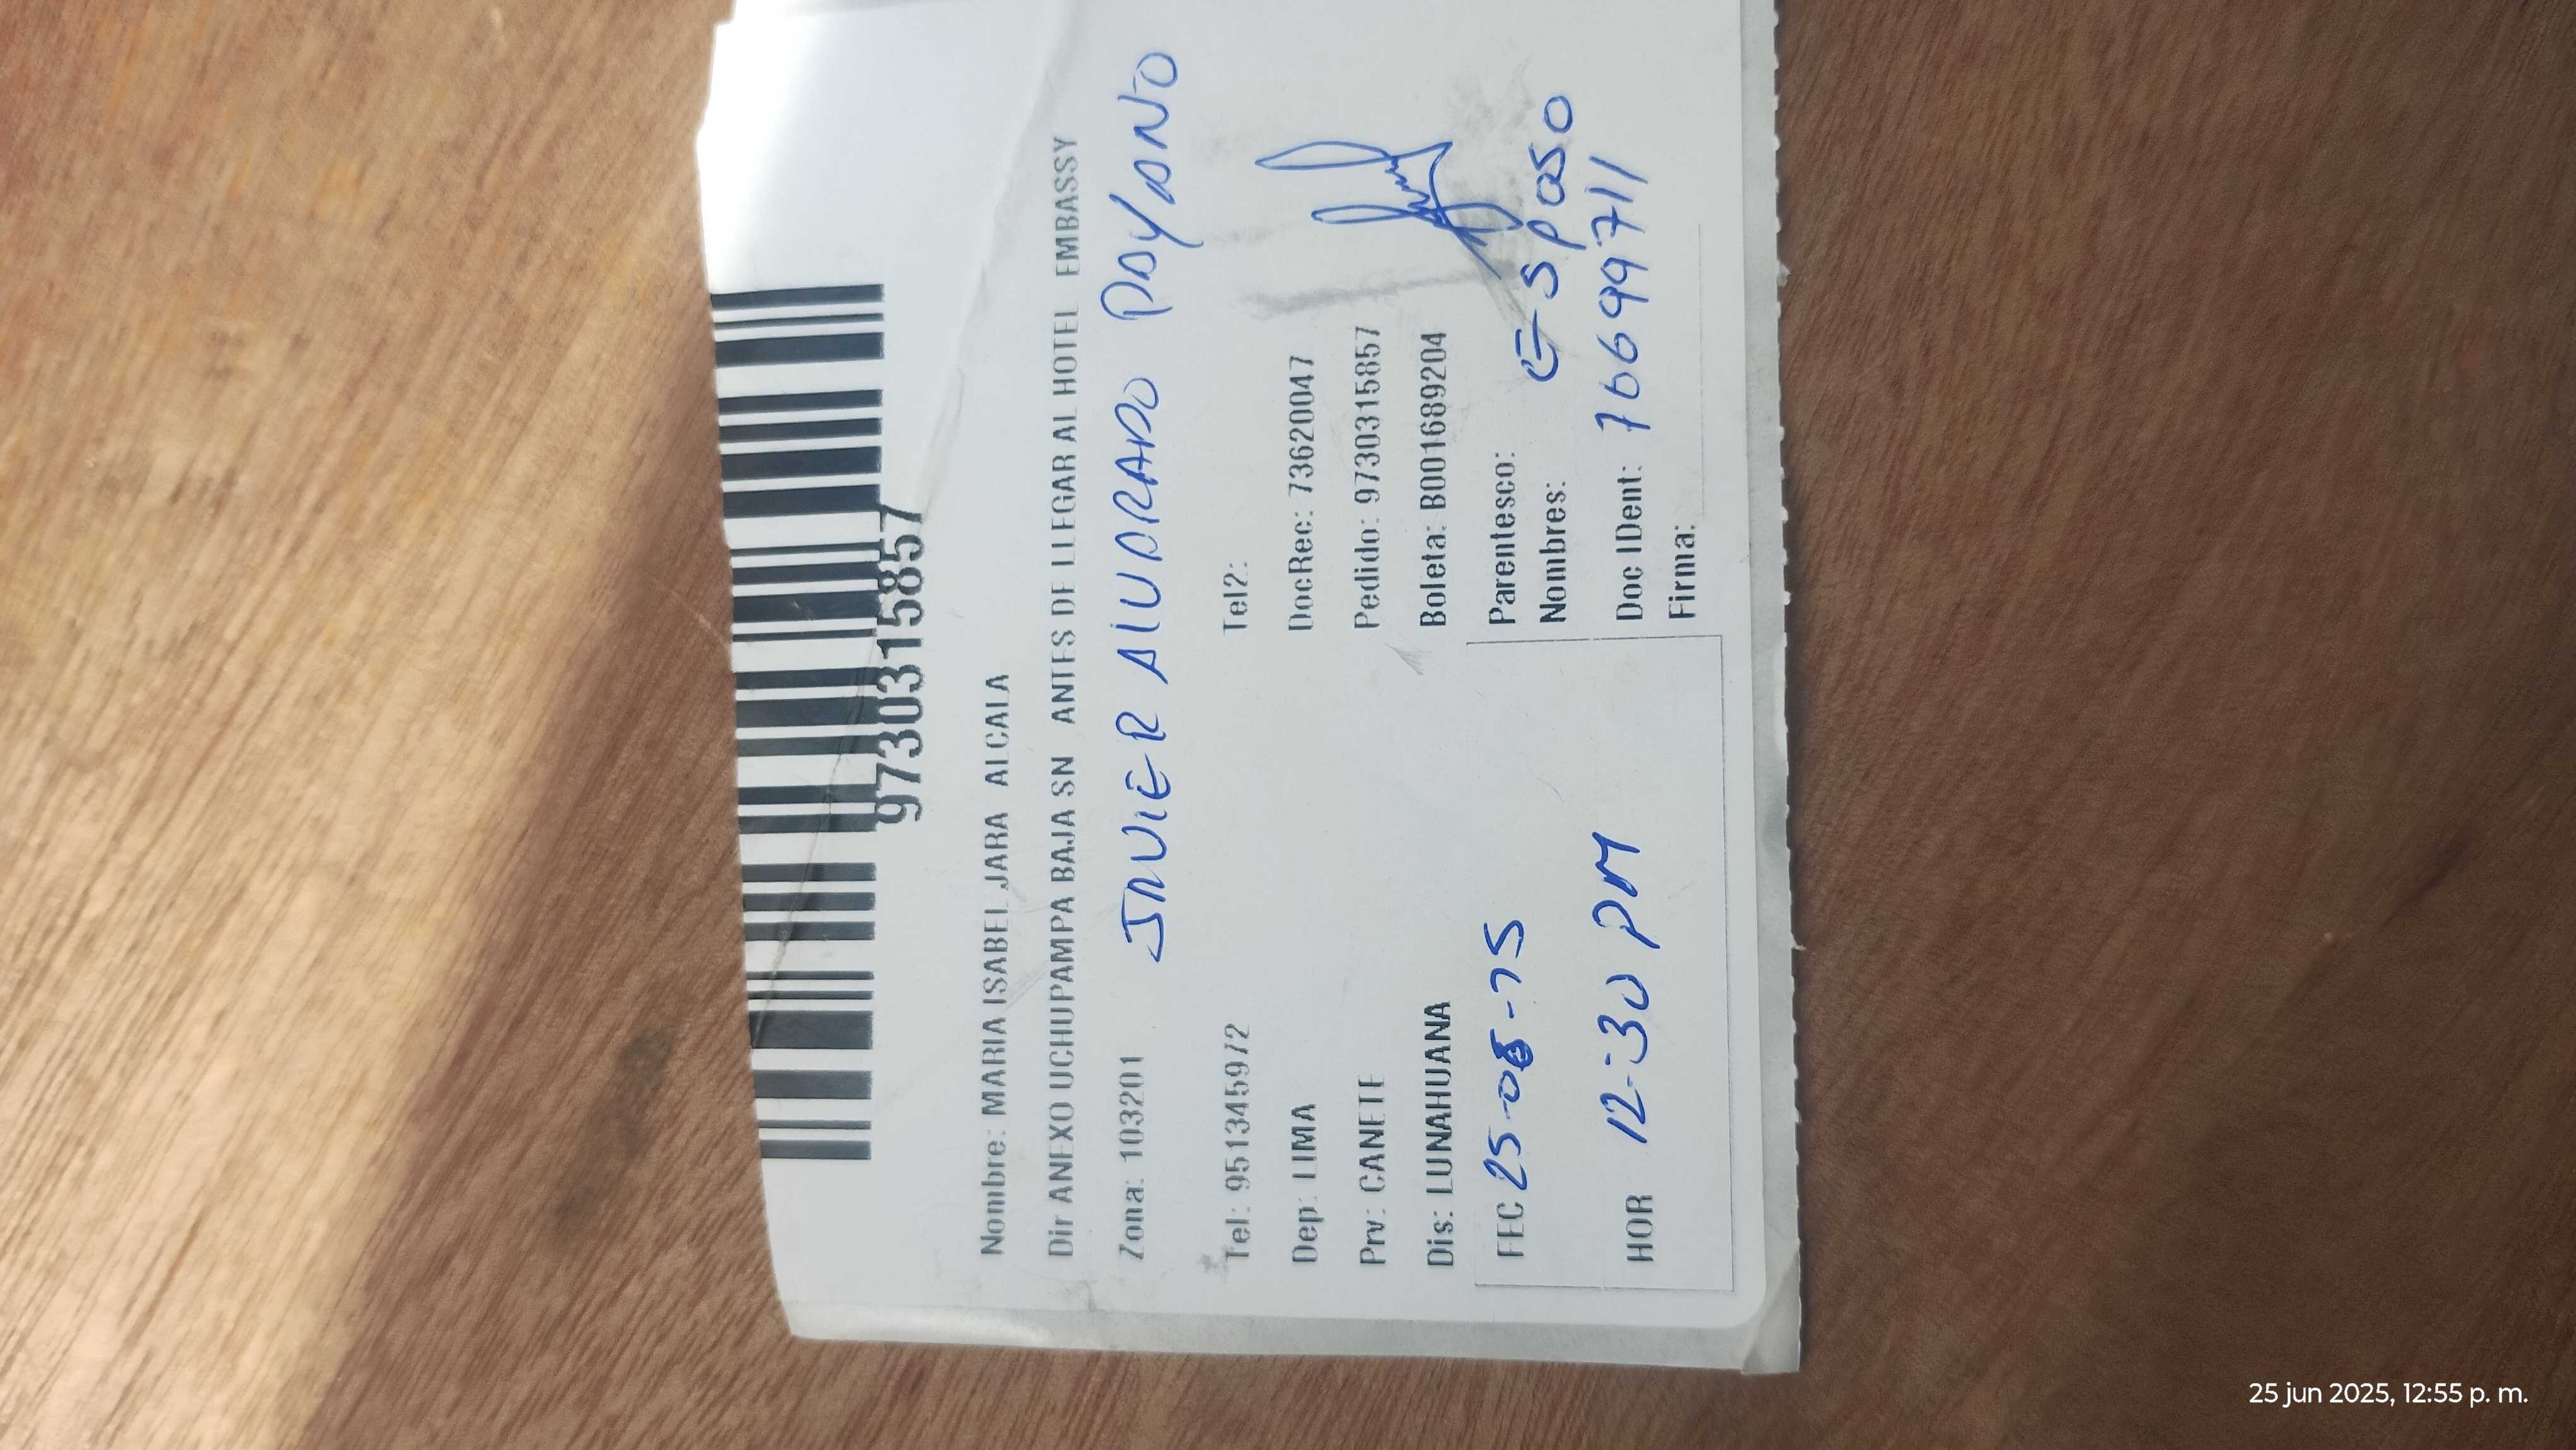 9730315857
Nombre: MARIA ISABEL JARA ALCALA
Dir ANEXO UCHUPAMPA BAJA SN ANTES DE LLEGAR AL HOTEL EMBASSY
Zona: 103201 JAVIER ALVARADO
Tel: 951345972 Tel2:
Dep: LIMA DocRec: 73620047
Prv: CANETE Pedido: 9730315857
Dis: LUNAHUANA Boleta: B001689204
FEC 25-06-25 Parentesco: ESPOSO
Nombres:
HOR 12:30 PM Doc IDent: 76699711
Firma:
25 jun 2025, 12:55 p. m.